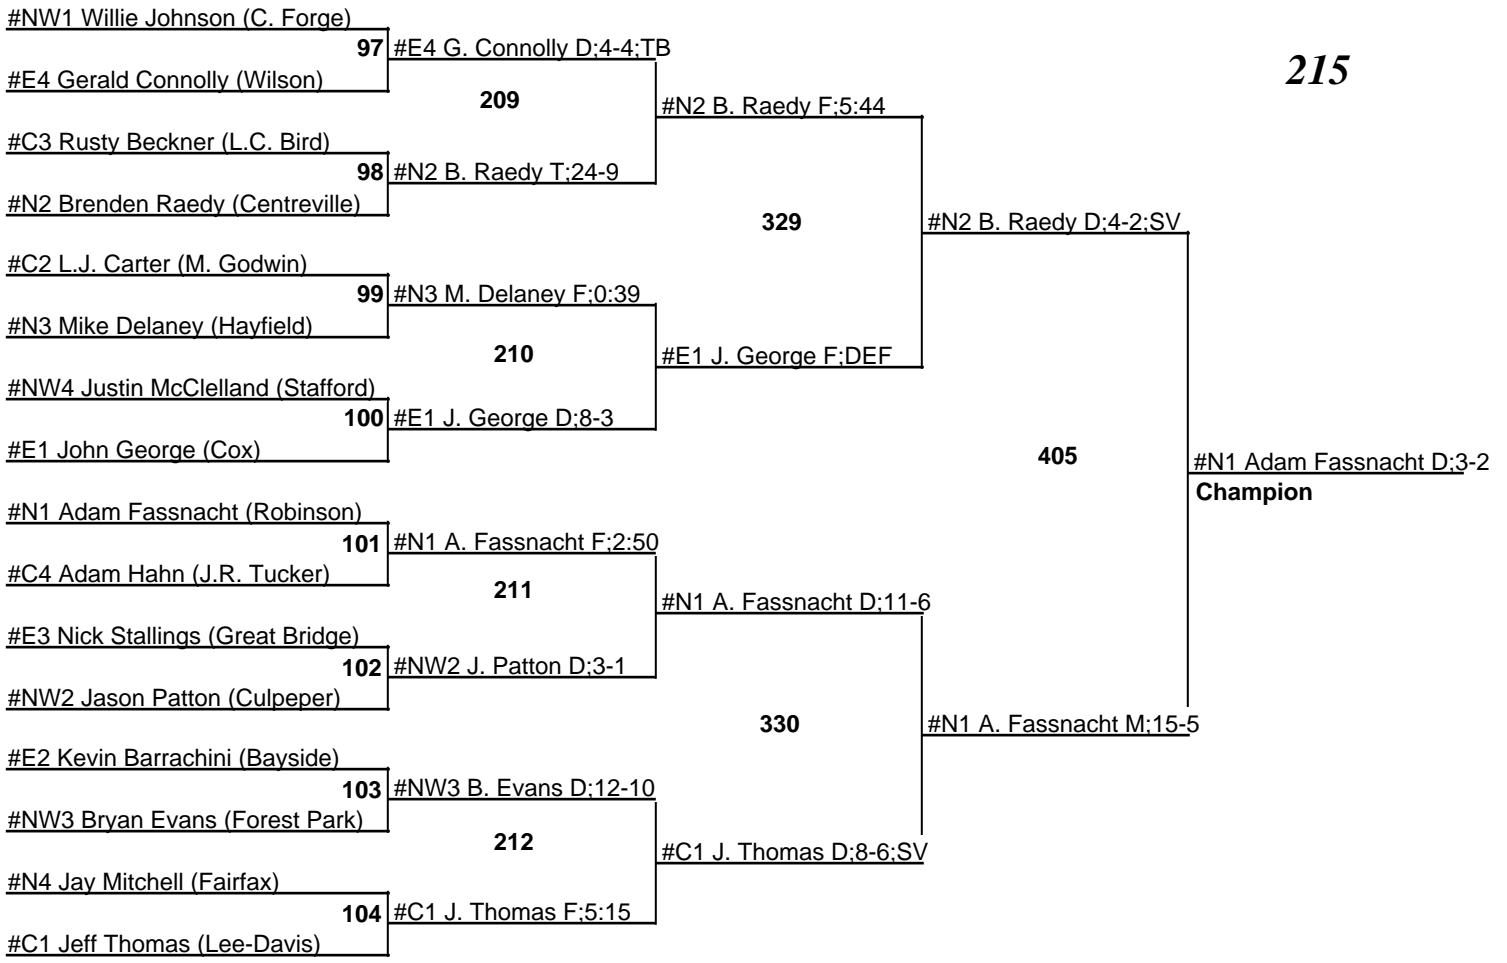 #NW1 Willie Johnson (C. Forge)
97 #E4 G. Connolly D;4-4;TB
215
#E4 Gerald Connolly (Wilson)
209
#N2 B. Raedy F;5:44
#C3 Rusty Beckner (L.C. Bird)
98 #N2 B. Raedy T;24-9
#N2 Brenden Raedy (Centreville)
329
#N2 B. Raedy D;4-2;SV
#C2 L.J. Carter (M. Godwin)
99 #N3 M. Delaney F;0:39
#N3 Mike Delaney (Hayfield)
210
#E1 J. George F;DEF
#NW4 Justin McClelland (Stafford)
100 #E1 J. George D;8-3
#E1 John George (Cox)
405
#N1 Adam Fassnacht D;3-2
Champion
#N1 Adam Fassnacht (Robinson)
101 #N1 A. Fassnacht F;2:50
#C4 Adam Hahn (J.R. Tucker)
211
#N1 A. Fassnacht D;11-6
#E3 Nick Stallings (Great Bridge)
102 #NW2 J. Patton D;3-1
#NW2 Jason Patton (Culpeper)
330
#N1 A. Fassnacht M;15-5
#E2 Kevin Barrachini (Bayside)
103 #NW3 B. Evans D;12-10
#NW3 Bryan Evans (Forest Park)
212
#C1 J. Thomas D;8-6;SV
#N4 Jay Mitchell (Fairfax)
104 #C1 J. Thomas F;5:15
#C1 Jeff Thomas (Lee-Davis)